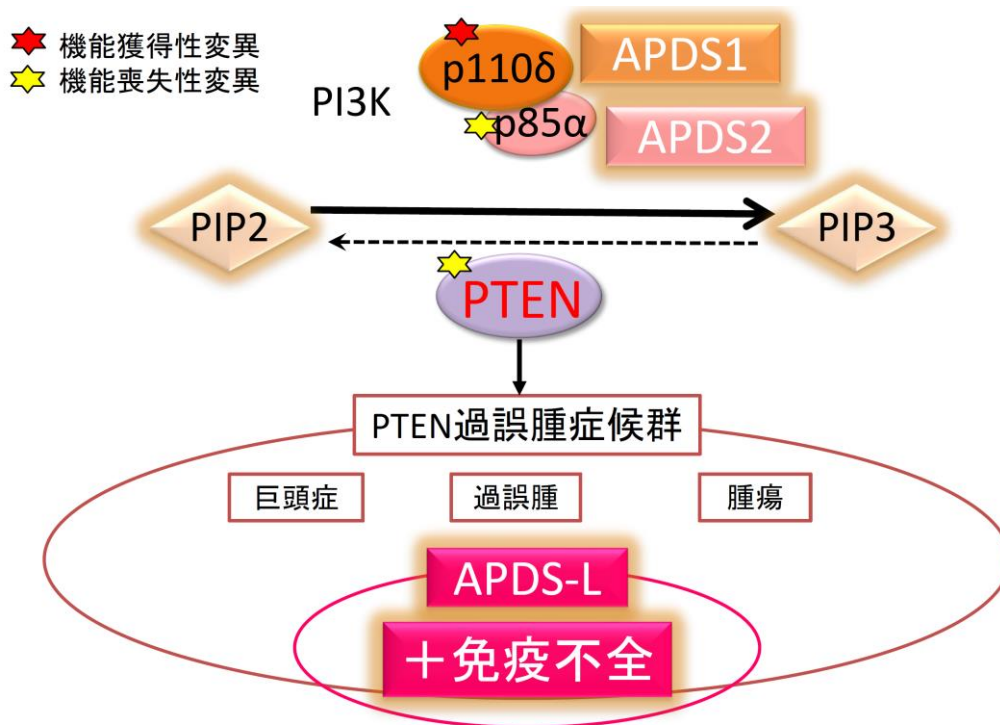 機能獲得性変異
機能喪失性変異
PI3K
p110δ
APDS1
p85α
APDS2
PIP2
PIP3
PTEN
PTEN過誤腫症候群
巨頭症
過誤腫
腫瘍
APDS-L
＋免疫不全